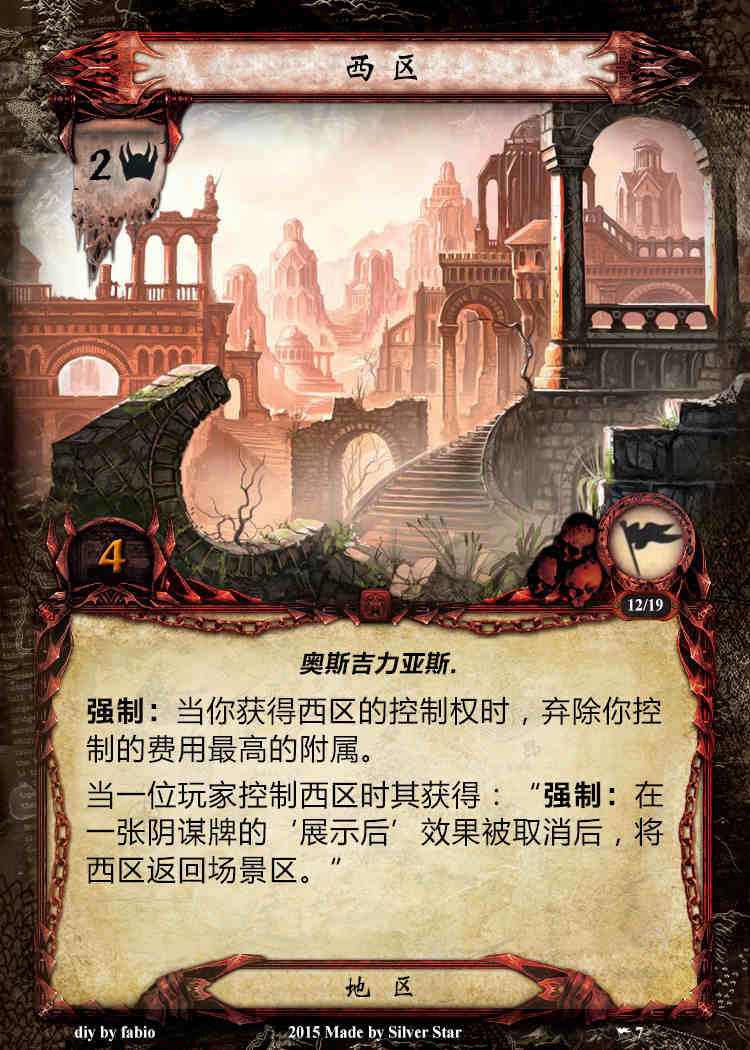 西区
2
4
12/19
奥斯吉力亚斯.
强制：当你获得西区的控制权时，弃除你控
制的费用最高的附属。
当一位玩家控制西区时其获得：“强制：在
一张阴谋牌的‘展示后’效果被取消后，将
西区返回场景区。”
地区
diy by fabio
2015 Made by Silver Star
7